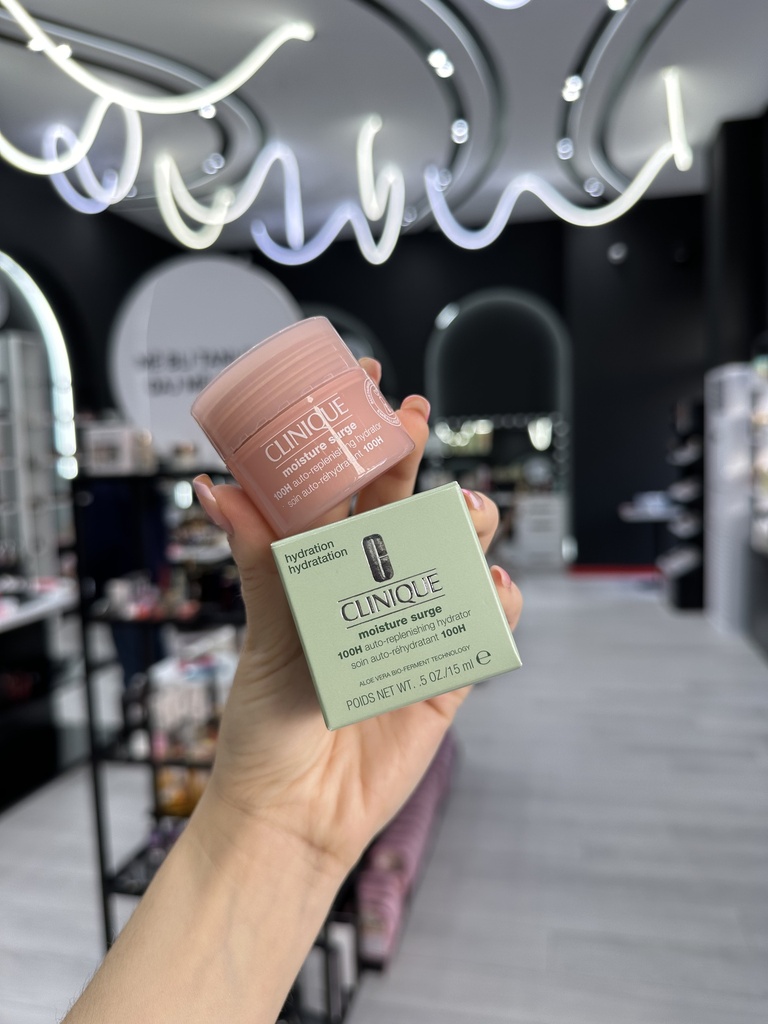 CLINIQUE
moisture surge
100H auto-replenishing hydrator
soin auto-réhydratant 100H
hydration
hydratation
CLINIQUE
moisture surge
100H auto-replenishing hydrator
soin auto-réhydratant 100H
ALOE VERA BIO-FERMENT TECHNOLOGY
POIDS NET WT. .5 OZ./15 ml ℮